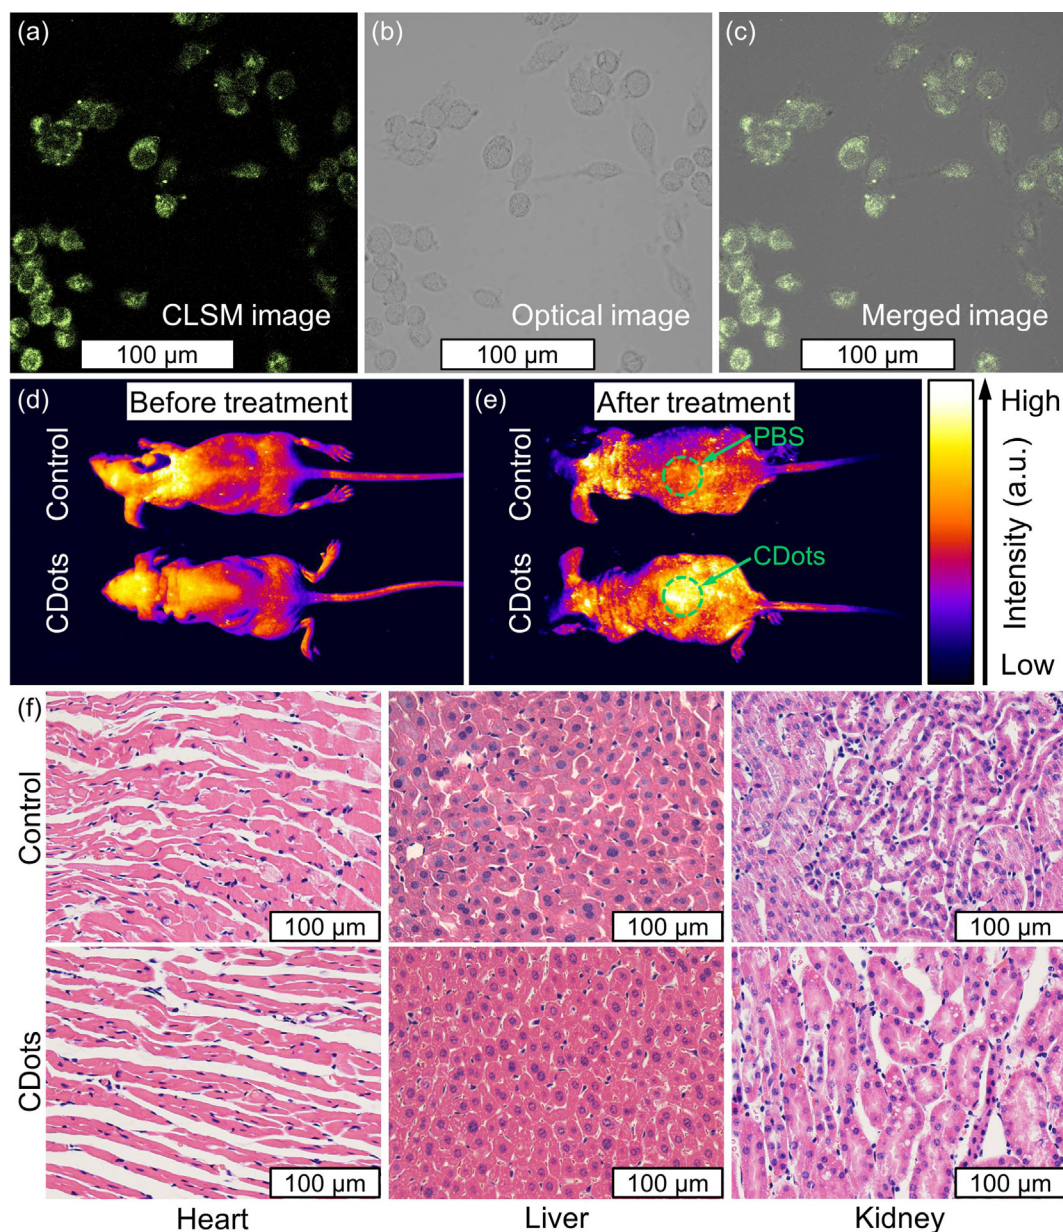 (a)
CLSM image
100 µm
(b)
Optical image
100 µm
(c)
Merged image
100 µm
(d)
Before treatment
Control
CDots
(e)
After treatment
PBS
CDots
High
Intensity (a.u.)
Low
(f)
Control
100 µm
100 µm
100 µm
CDots
100 µm
100 µm
100 µm
Heart
Liver
Kidney